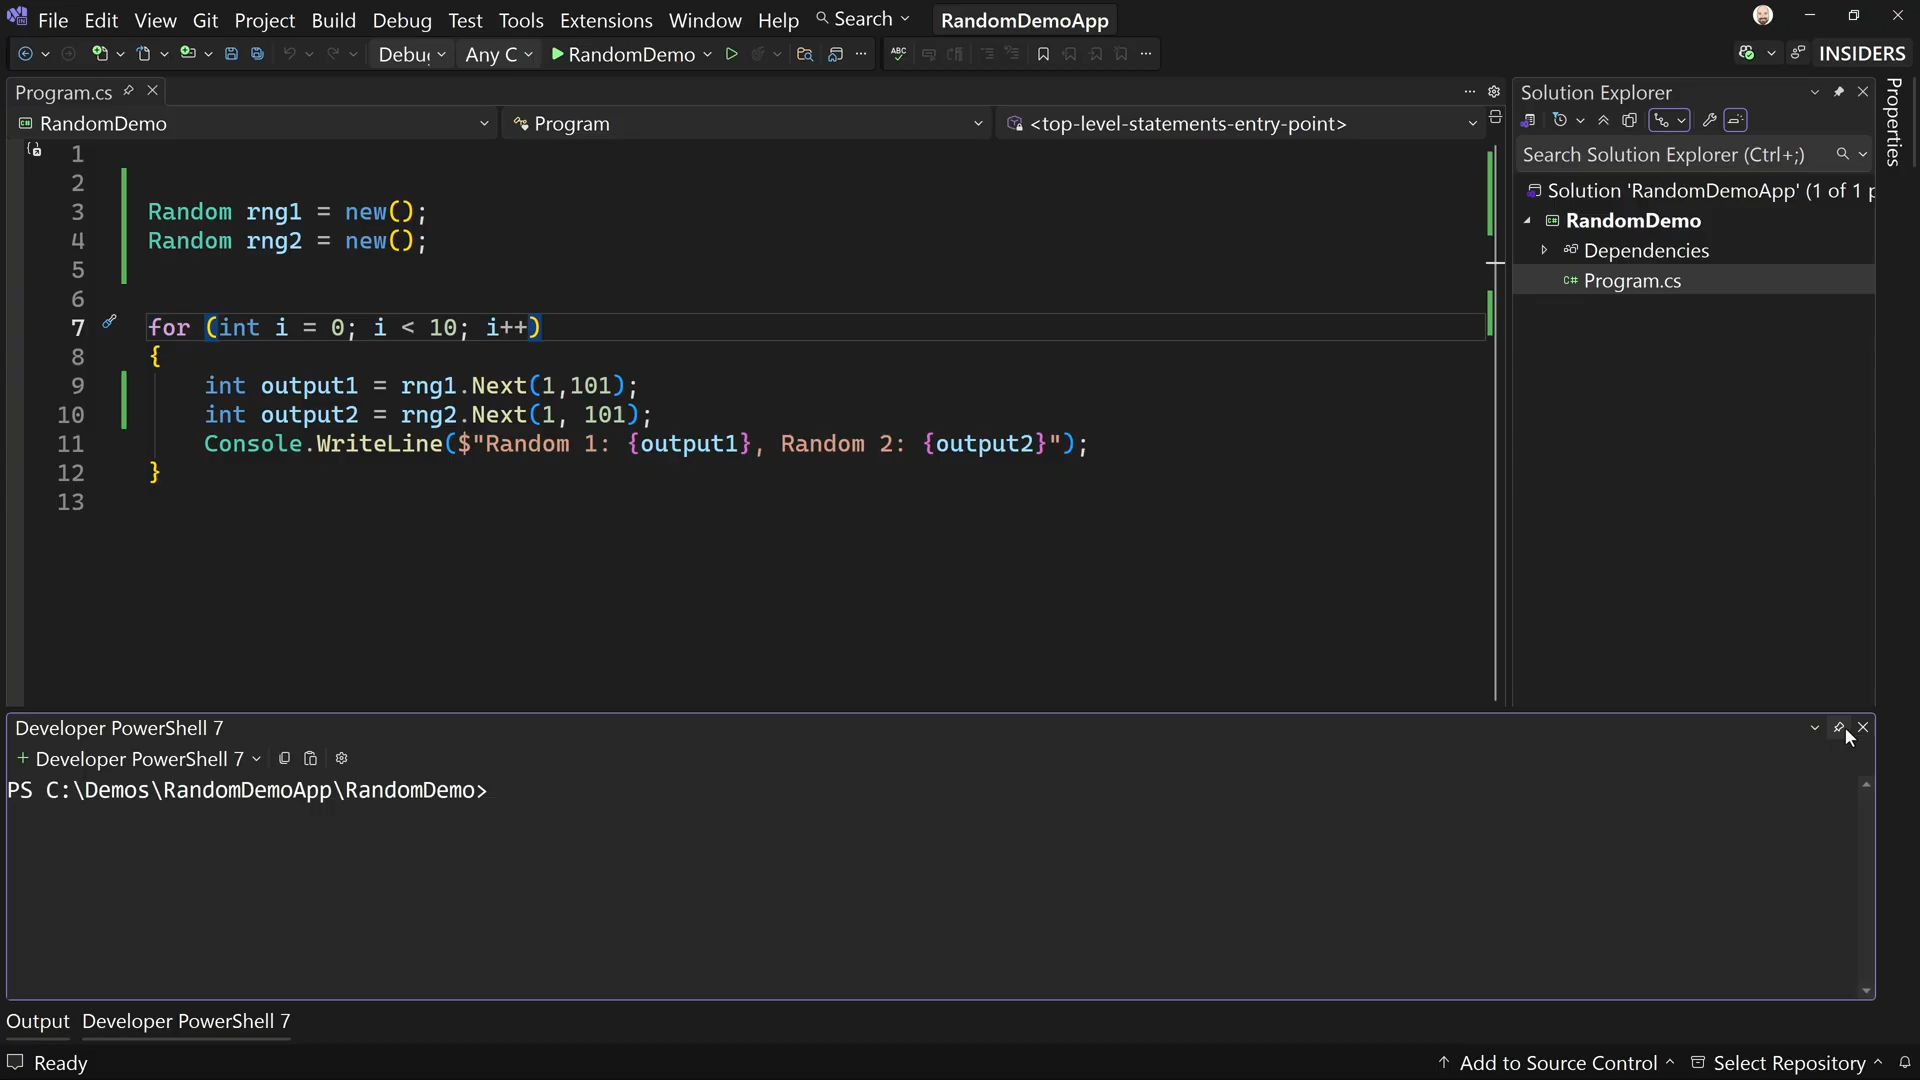 File Edit View Git Project Build Debug Test Tools Extensions Window Help Search RandomDemoApp
Any C RandomDemo INSIDERS
Program.cs
RandomDemo Program <top-level-statements-entry-point>
1
2
3 Random rng1 = new();
4 Random rng2 = new();
5
6
7 for (int i = 0; i < 10; i++)
8 {
9 int output1 = rng1.Next(1,101);
10 int output2 = rng2.Next(1, 101);
11 Console.WriteLine($"Random 1: {output1}, Random 2: {output2}");
12 }
13
Solution Explorer
Search Solution Explorer (Ctrl+;)
Solution 'RandomDemoApp' (1 of 1 p
RandomDemo
Dependencies
C# Program.cs
Properties
Developer PowerShell 7
+ Developer PowerShell 7
PS C:\Demos\RandomDemoApp\RandomDemo>
Output Developer PowerShell 7
Ready Add to Source Control Select Repository